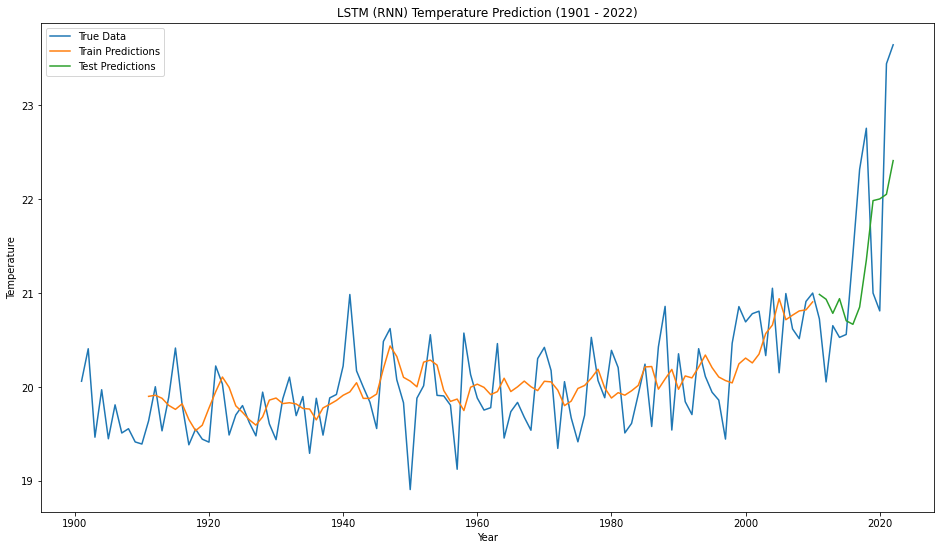 LSTM (RNN) Temperature Prediction (1901 - 2022)
True Data
Train Predictions
Test Predictions
Temperature
23
22
21
20
19
1900
1920
1940
1960
1980
2000
2020
Year